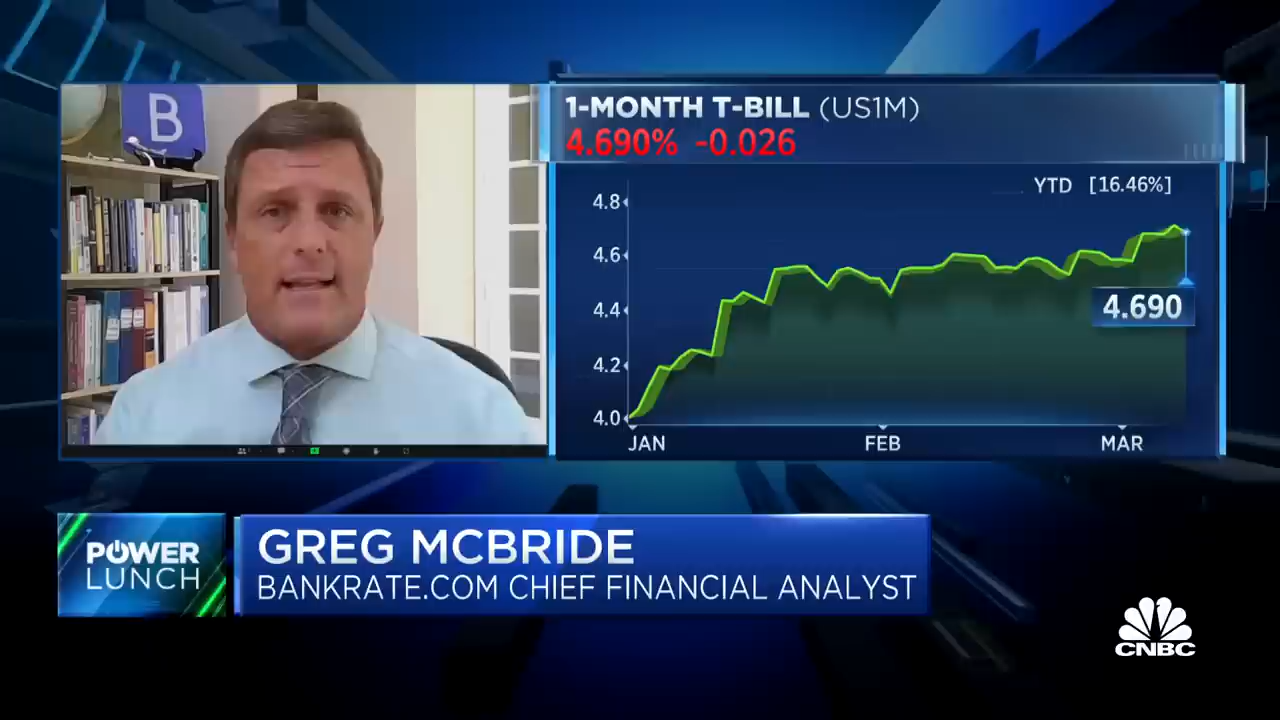 B
1-MONTH T-BILL (US1M)
4.690% -0.026
YTD [16.46%]
4.8
4.6
4.4
4.2
4.0
4.690
JAN FEB MAR
POWER
LUNCH
GREG MCBRIDE
BANKRATE.COM CHIEF FINANCIAL ANALYST
CNBC